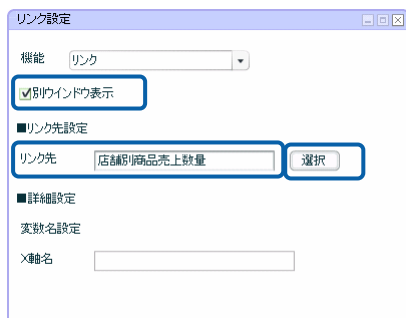 リンク設定
機能 リンク
別ウインドウ表示
■リンク先設定
リンク先 店舗別商品売上数量 選択
■詳細設定
変数名設定
X軸名